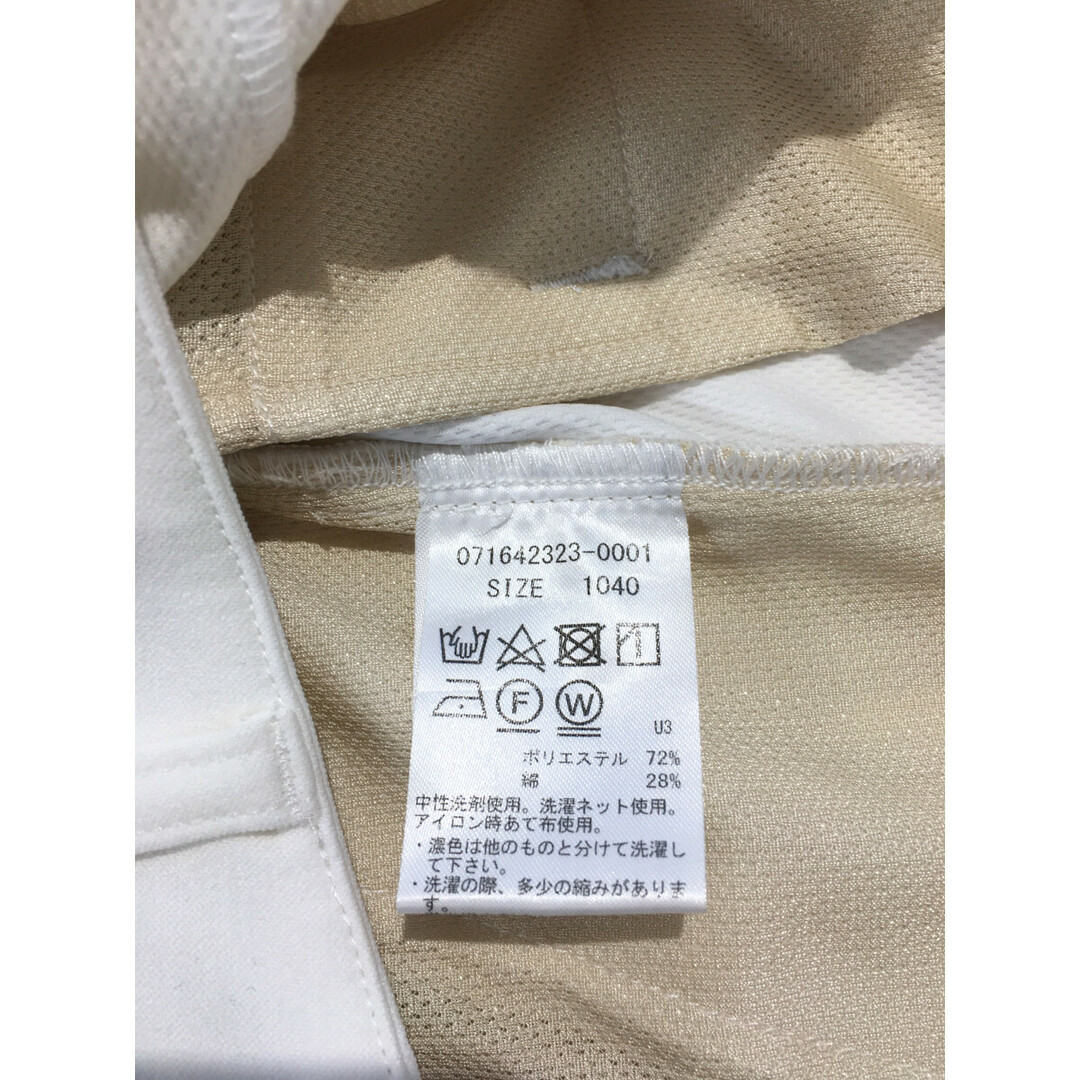 071642323-0001
SIZE 1040
F W
U3
ポリエステル 72%
綿 28%
中性洗剤使用。洗濯ネット使用。
アイロン時あて布使用。
・濃色は他のものと分けて洗濯し
て下さい。
・洗濯の際、多少の縮みがありま
す。